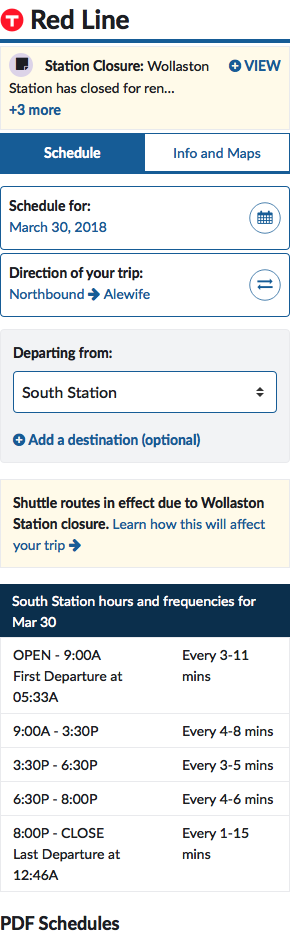 T Red Line
Station Closure: Wollaston
VIEW
Station has closed for ren...
+3 more
Schedule
Info and Maps
Schedule for:
March 30, 2018
Direction of your trip:
Northbound → Alewife
Departing from:
South Station
Add a destination (optional)
Shuttle routes in effect due to Wollaston
Station closure. Learn how this will affect
your trip →
South Station hours and frequencies for
Mar 30
OPEN - 9:00A
Every 3-11
First Departure at
mins
05:33A
9:00A - 3:30P
Every 4-8 mins
3:30P - 6:30P
Every 3-5 mins
6:30P - 8:00P
Every 4-6 mins
8:00P - CLOSE
Every 1-15
Last Departure at
mins
12:46A
PDF Schedules